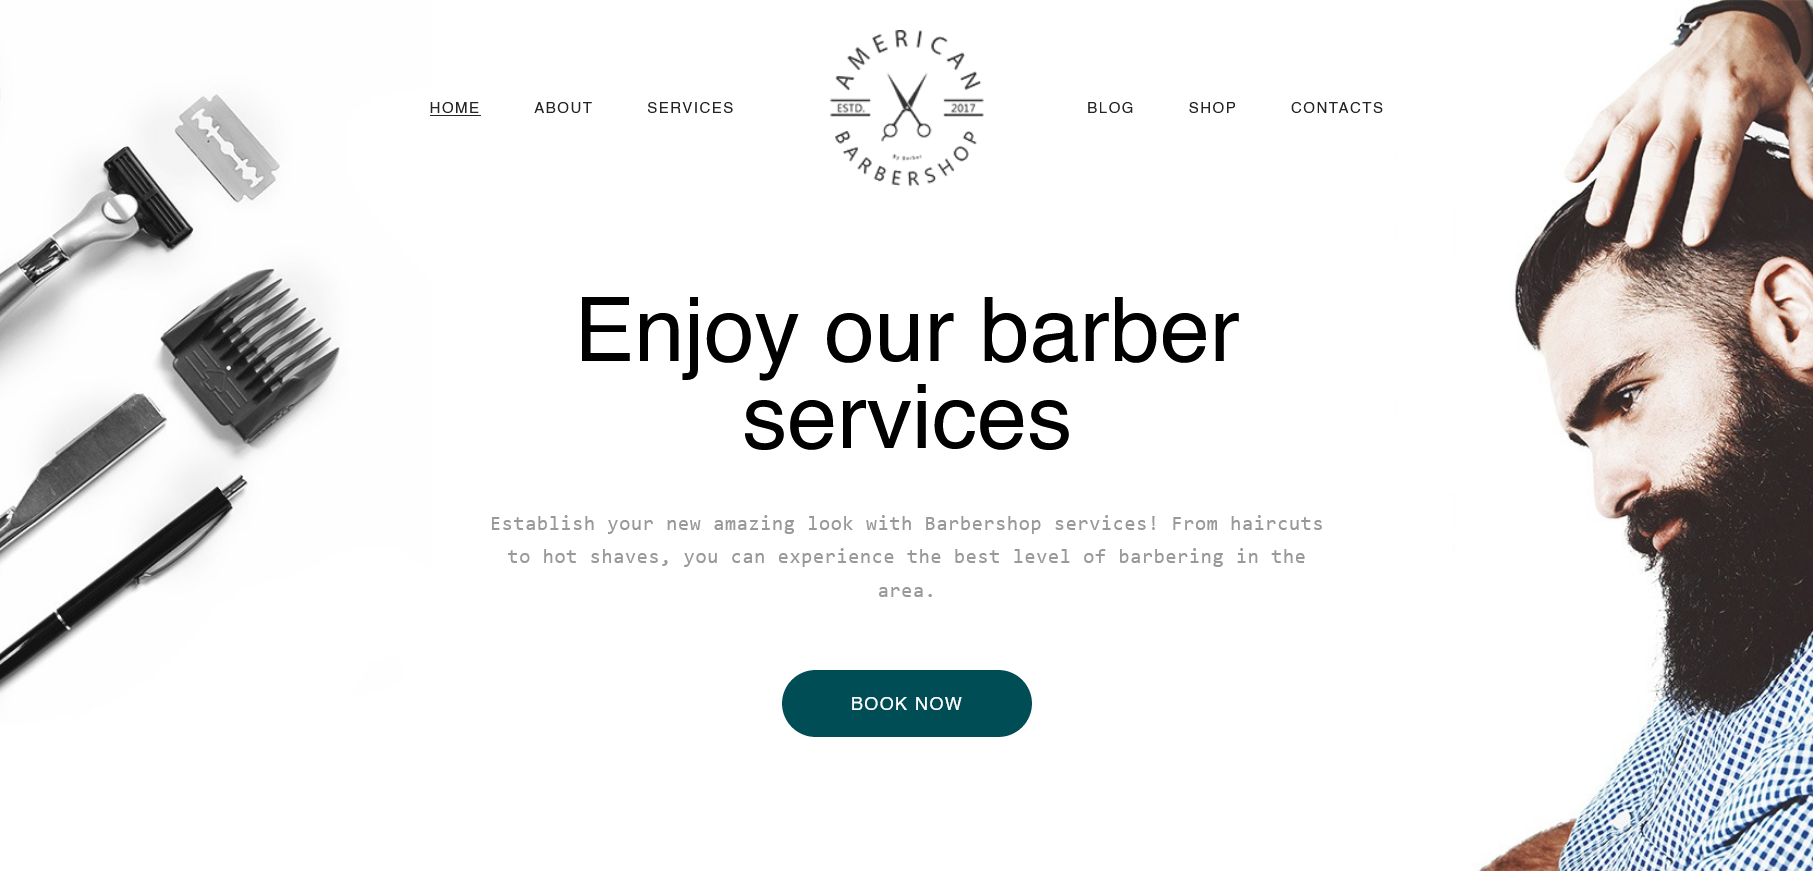 HOME
ABOUT
SERVICES
AMERICAN
ESTD.
2017
By Barber
BARBERSHOP
BLOG
SHOP
CONTACTS
Enjoy our barber
services
Establish your new amazing look with Barbershop services! From haircuts
to hot shaves, you can experience the best level of barbering in the
area.
BOOK NOW